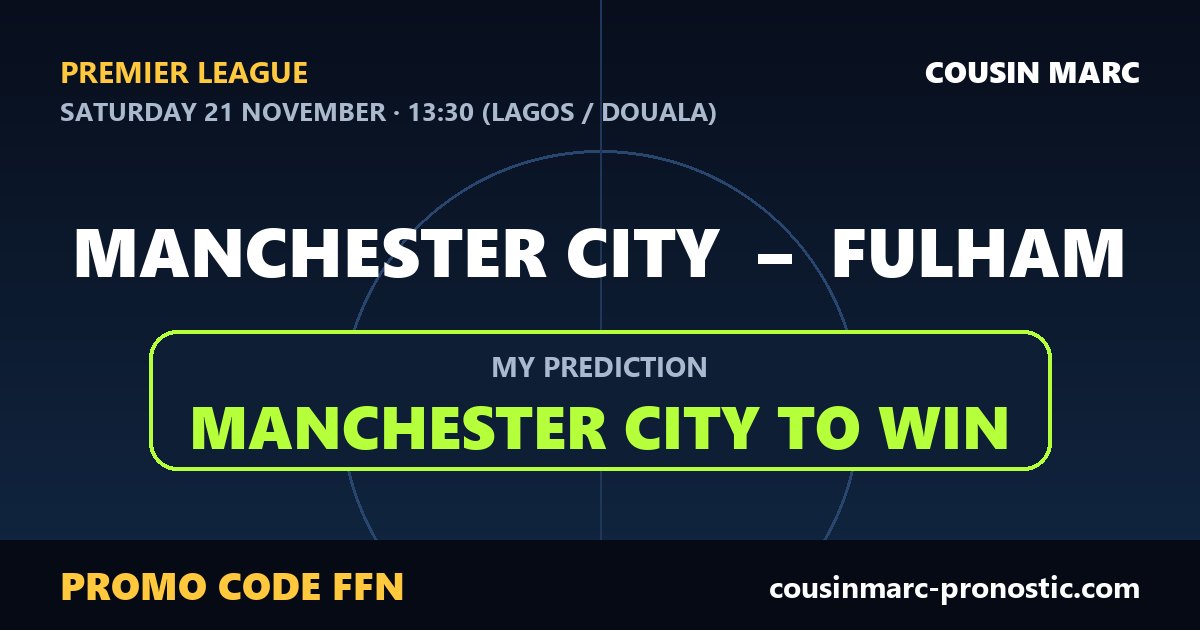 PREMIER LEAGUE
COUSIN MARC
SATURDAY 21 NOVEMBER · 13:30 (LAGOS / DOUALA)
MANCHESTER CITY – FULHAM
MY PREDICTION
MANCHESTER CITY TO WIN
PROMO CODE FFN
cousinmarc-pronostic.com